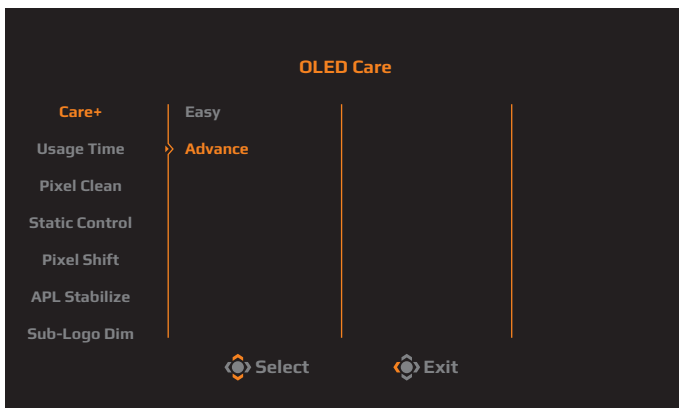 OLED Care
Care+
Easy
Usage Time
Advance
Pixel Clean
Static Control
Pixel Shift
APL Stabilize
Sub-Logo Dim
Select
Exit